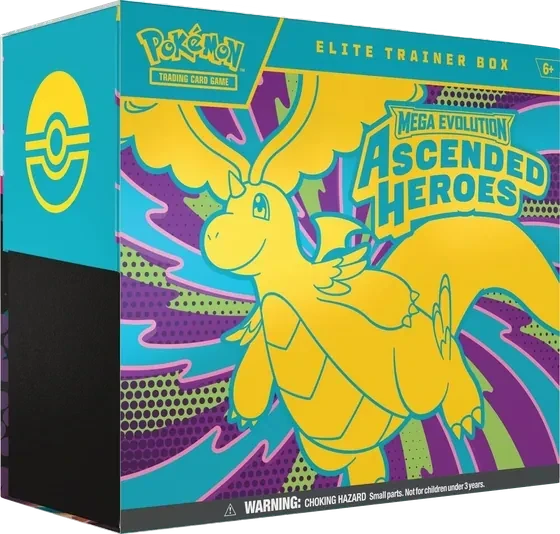 POKéMON
TRADING CARD GAME
ELITE TRAINER BOX
6+
MEGA EVOLUTION
ASCENDED
HEROES
WARNING: CHOKING HAZARD Small parts. Not for children under 3 years.